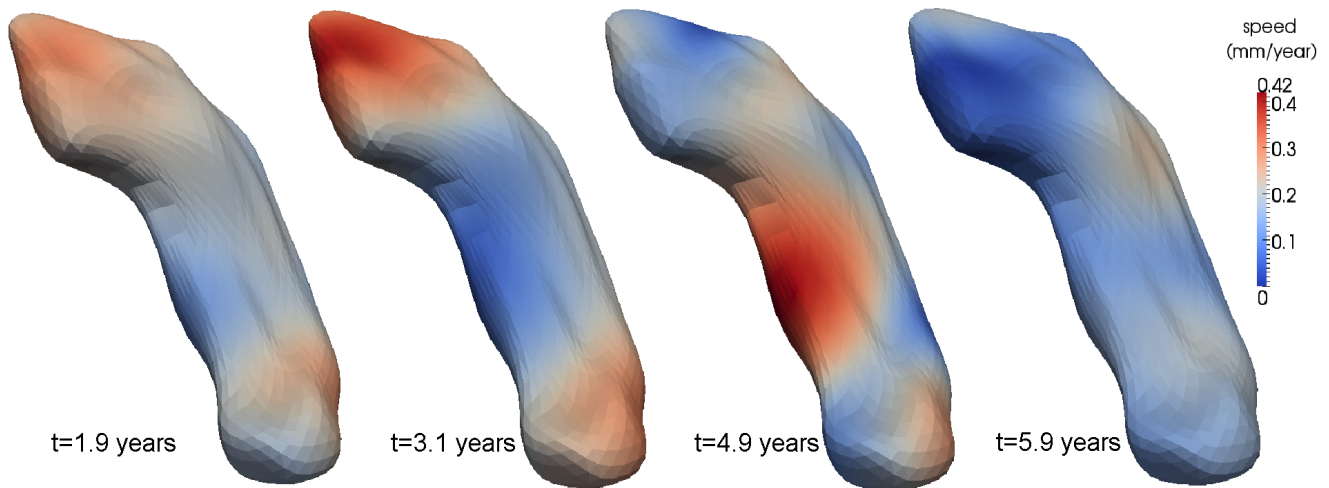 speed
(mm/year)
0.42
0.4
0.3
0.2
0.1
0
t=1.9 years
t=3.1 years
t=4.9 years
t=5.9 years